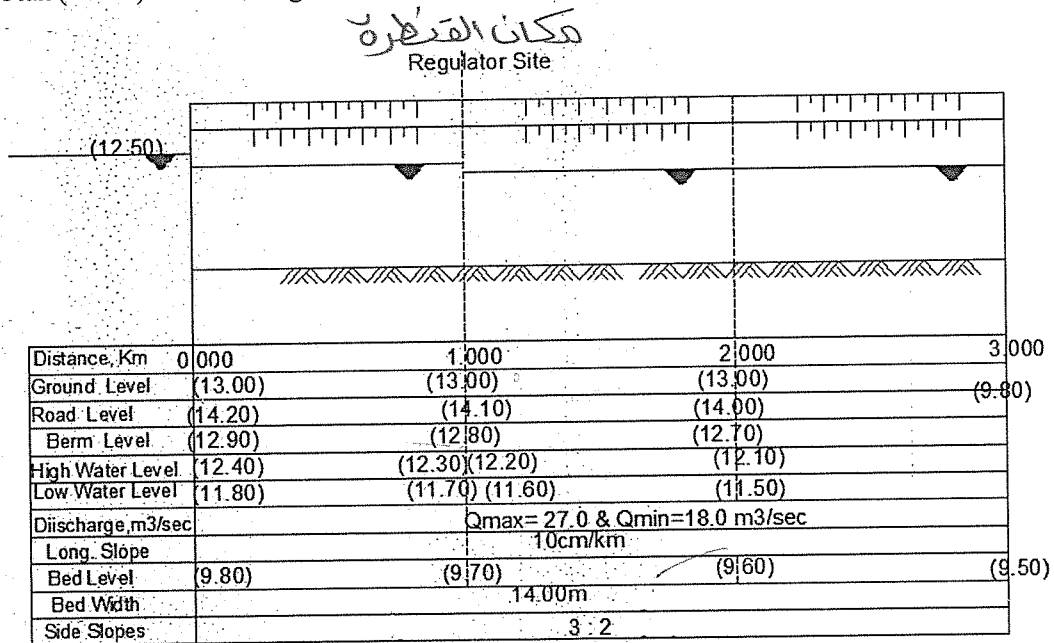 مكان القنطرة
Regulator Site
(12.50)
Distance, Km 0.000 1.000 2.000 3.000
Ground Level (13.00) (13.00) (13.00) (9.80)
Road Level (14.20) (14.10) (14.00)
Berm Level (12.90) (12.80) (12.70)
High Water Level (12.40) (12.30)(12.20) (12.10)
Low Water Level (11.80) (11.70) (11.60) (11.50)
Diischarge,m3/sec Qmax= 27.0 & Qmin=18.0 m3/sec
Long. Slope 10cm/km
Bed Level (9.80) (9.70) (9.60) (9.50)
Bed Width 14.00m
Side Slopes 3 : 2